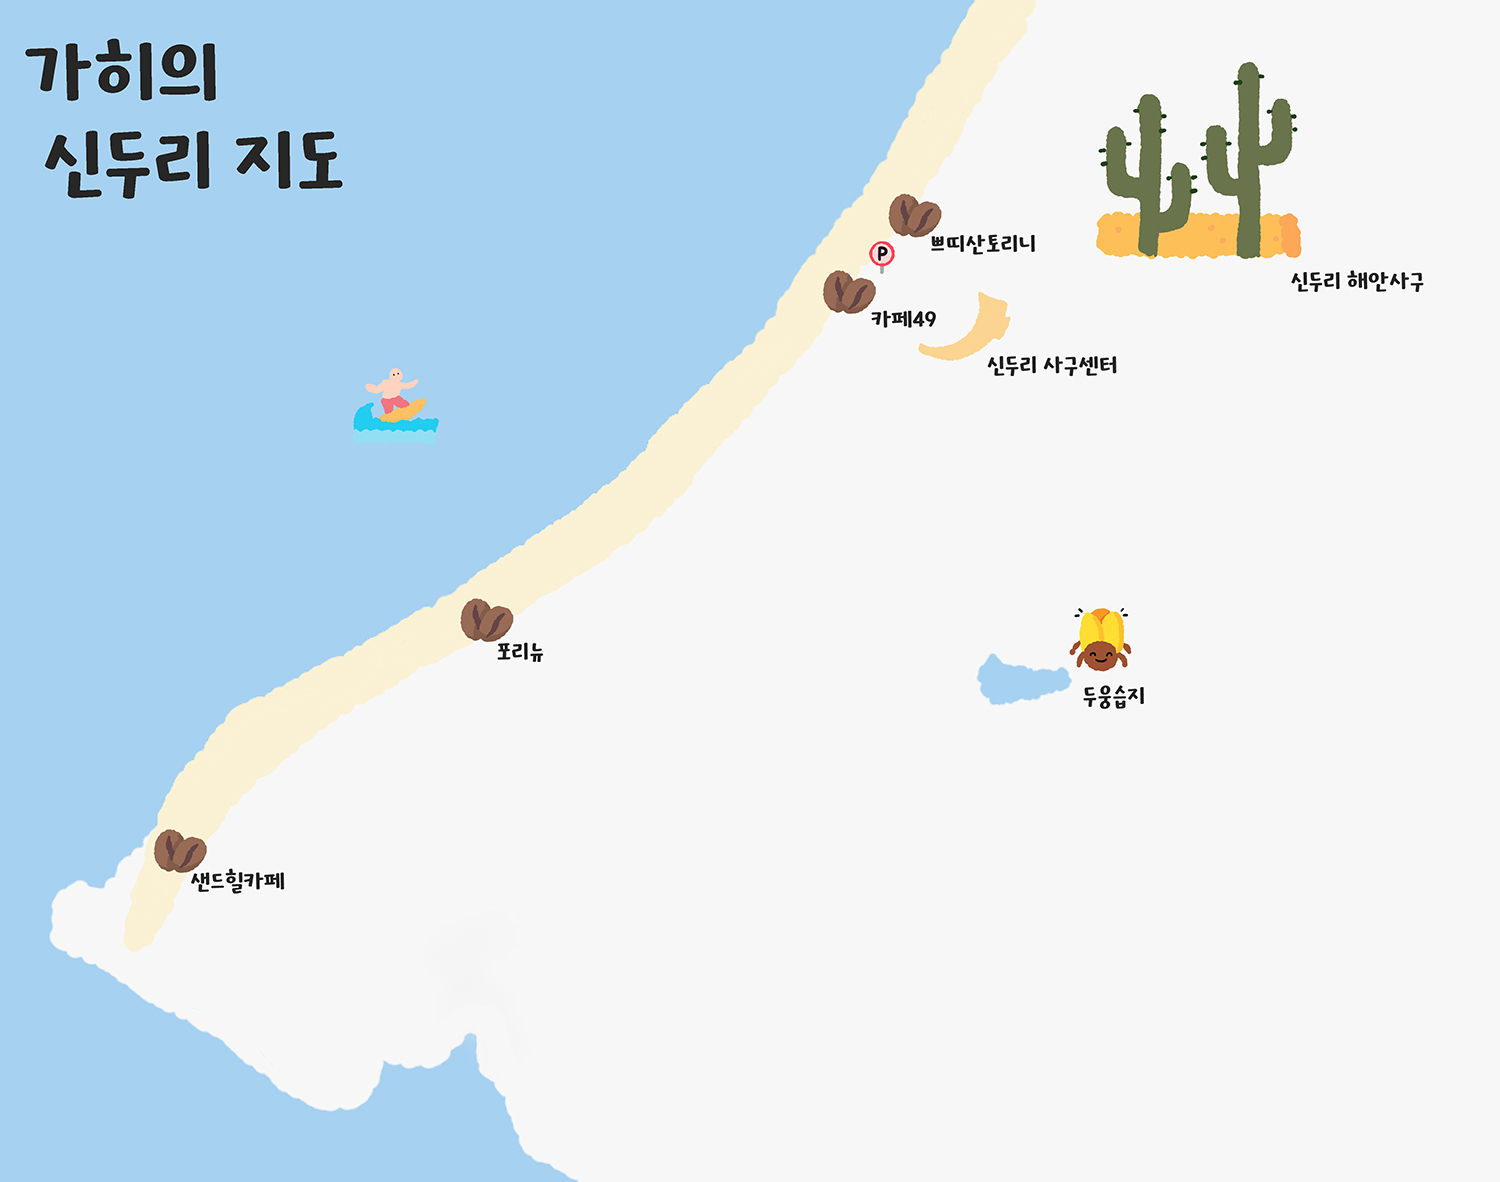 가히의
신두리 지도
쁘띠산토리니
P
신두리 해안사구
카페49
신두리 사구센터
포리뉴
두웅습지
샌드힐카페